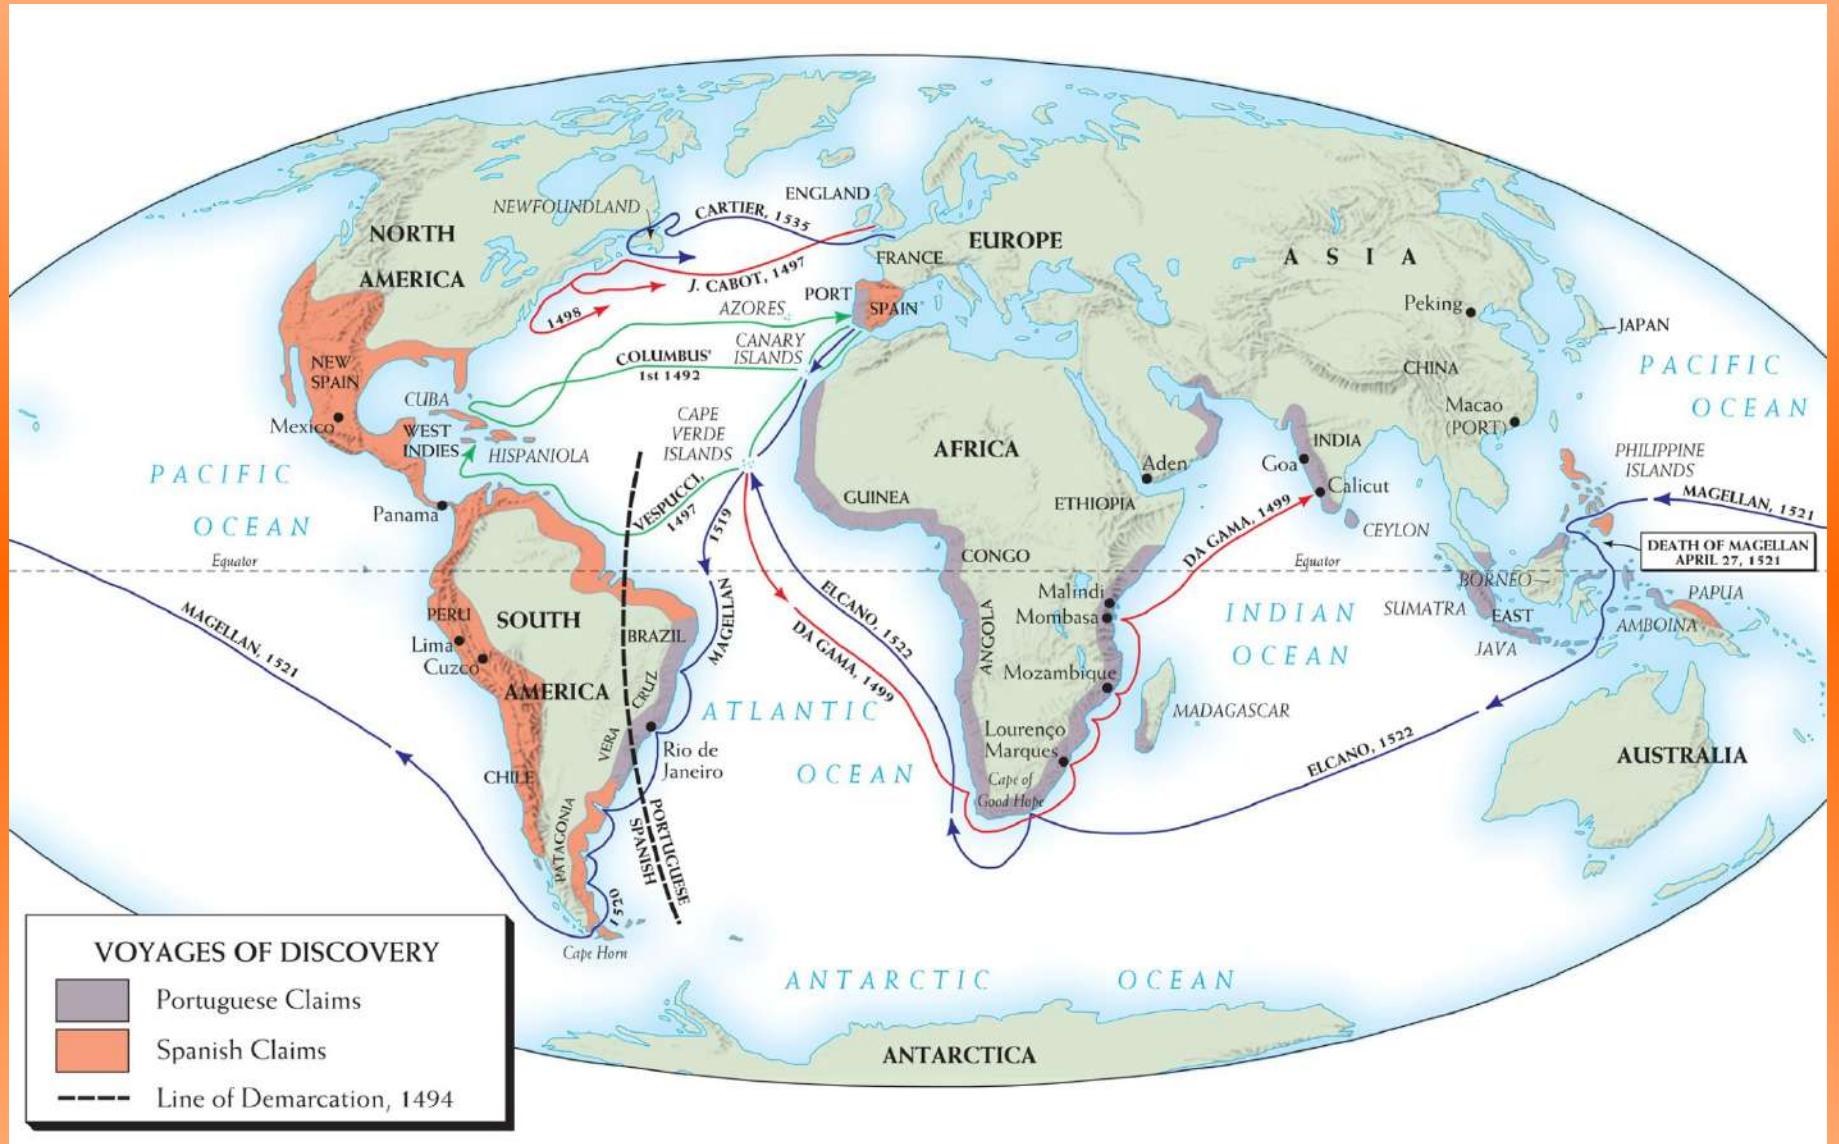 ENGLAND
NEWFOUNDLAND
CARTIER, 1535
NORTH
AMERICA
EUROPE
FRANCE
A S I A
J. CABOT, 1497
1498
PORT
SPAIN
AZORES
Peking
JAPAN
CANARY
ISLANDS
COLUMBUS'
1st 1492
NEW
SPAIN
CHINA
PACIFIC
OCEAN
CUBA
Mexico
WEST
INDIES
HISPANIOLA
CAPE
VERDE
ISLANDS
AFRICA
Macao
(PORT)
INDIA
Goa
Calicut
Aden
PHILIPPINE
ISLANDS
PACIFIC
OCEAN
Panama
VESPUCCI,
1497
1519
GUINEA
ETHIOPIA
CEYLON
MAGELLAN, 1521
DA GAMA, 1499
DEATH OF MAGELLAN
APRIL 27, 1521
Equator
Equator
CONGO
MAGELLAN, 1521
PERU
SOUTH
AMERICA
Lima
Cuzco
BRAZIL
MAGELLAN
ELCANO, 1522
DA GAMA, 1499
ANGOLA
Malindi
Mombasa
Mozambique
INDIAN
OCEAN
BORNEO
SUMATRA
EAST
JAVA
PAPUA
AMBOINA
CRUZ
VERA
ATLANTIC
OCEAN
MADAGASCAR
Rio de
Janeiro
Lourenço
Marques
Cape of
Good Hope
ELCANO, 1522
AUSTRALIA
CHILE
PATAGONIA
PORTUGUESE
SPANISH
1520
Cape Horn
ANTARCTIC OCEAN
ANTARCTICA
VOYAGES OF DISCOVERY
Portuguese Claims
Spanish Claims
Line of Demarcation, 1494